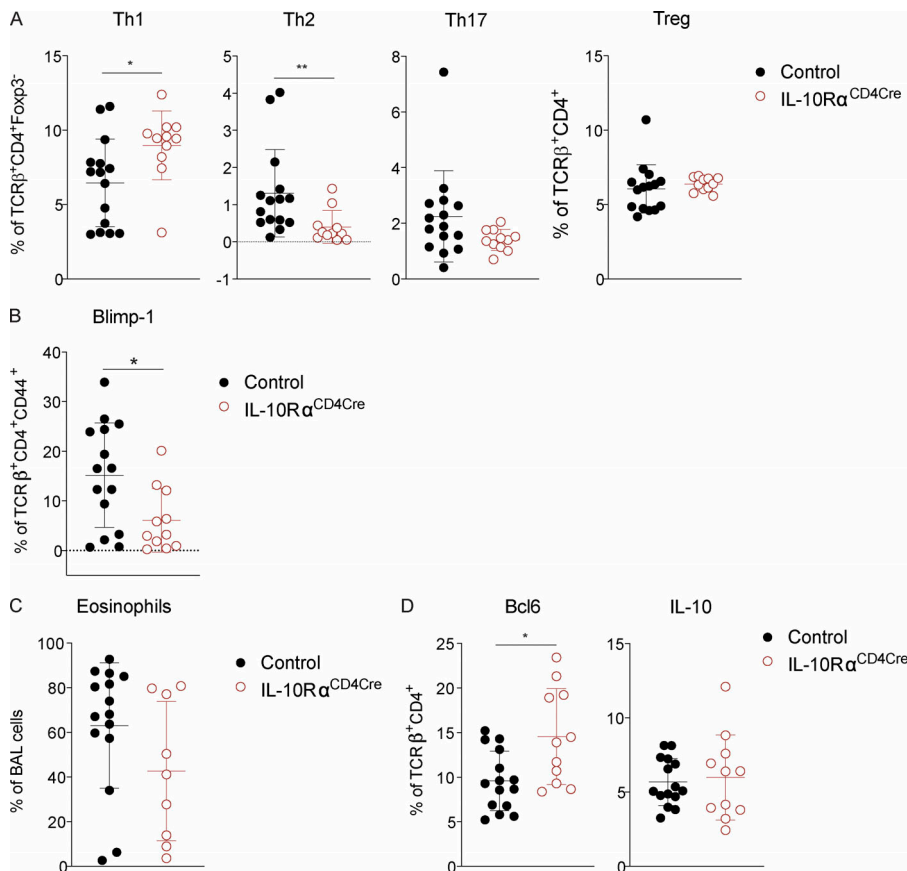 A
Th1
Th2
Th17
Treg
% of TCRβ⁺CD4⁺Foxp3⁻
15
10
5
0
*
5
4
3
2
1
0
-1
**
8
6
4
2
0
% of TCRβ⁺CD4⁺
15
10
5
0
Control
IL-10Rα^CD4Cre
B
Blimp-1
% of TCRβ⁺CD4⁺CD44⁺
40
30
20
10
0
*
Control
IL-10Rα^CD4Cre
C
Eosinophils
% of BAL cells
100
80
60
40
20
0
Control
IL-10Rα^CD4Cre
D
Bcl6
IL-10
% of TCRβ⁺CD4⁺
25
20
15
10
5
0
*
15
10
5
0
Control
IL-10Rα^CD4Cre